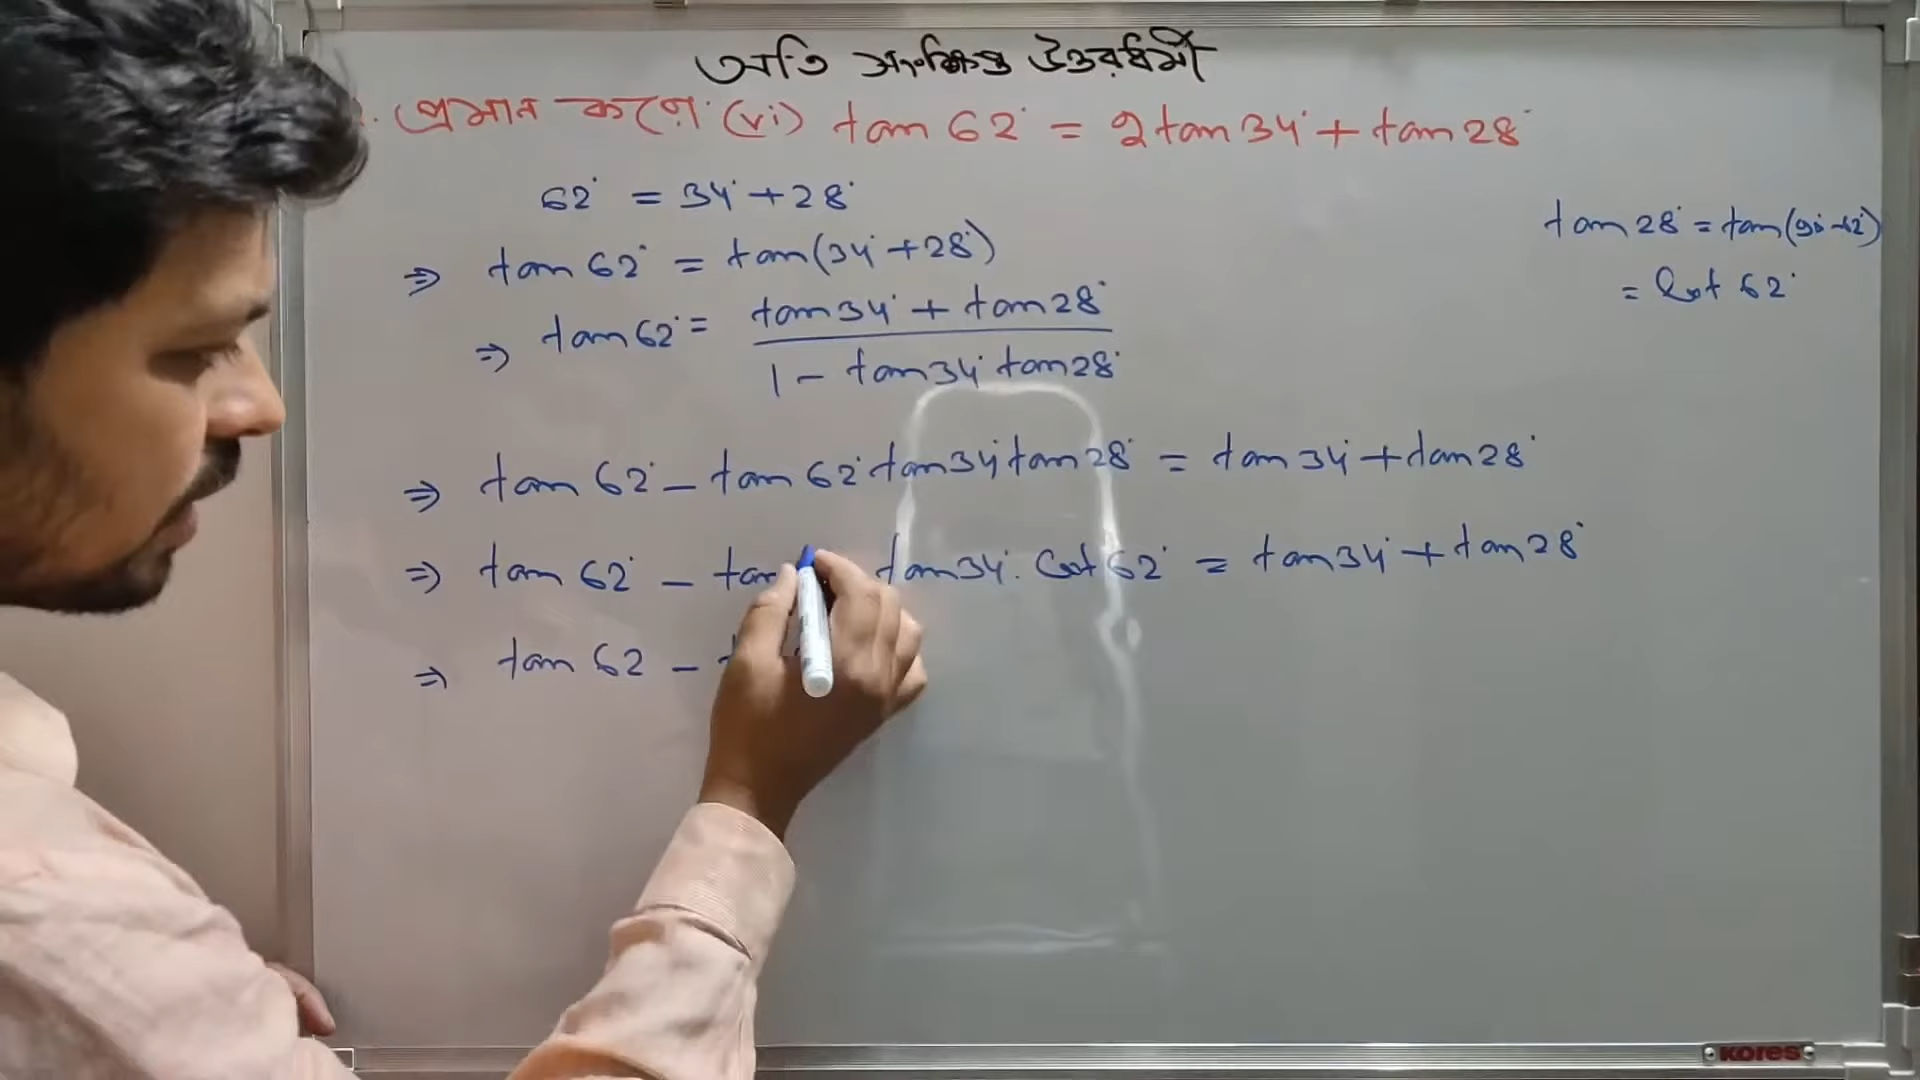 অতি সংক্ষিপ্ত উত্তরধর্মী
প্রমান করো: (vi) tan 62° = 2 tan 34° + tan 28°
62° = 34° + 28°
⇒ tan 62° = tan(34° + 28°)
⇒ tan 62° = (tan 34° + tan 28°) / (1 - tan 34° tan 28°)
⇒ tan 62° - tan 62° tan 34° tan 28° = tan 34° + tan 28°
⇒ tan 62° - tan tan 34° . Cot 62° = tan 34° + tan 28°
⇒ tan 62 -
tan 28° = tan(90° - 62°)
= Cot 62°
KORES